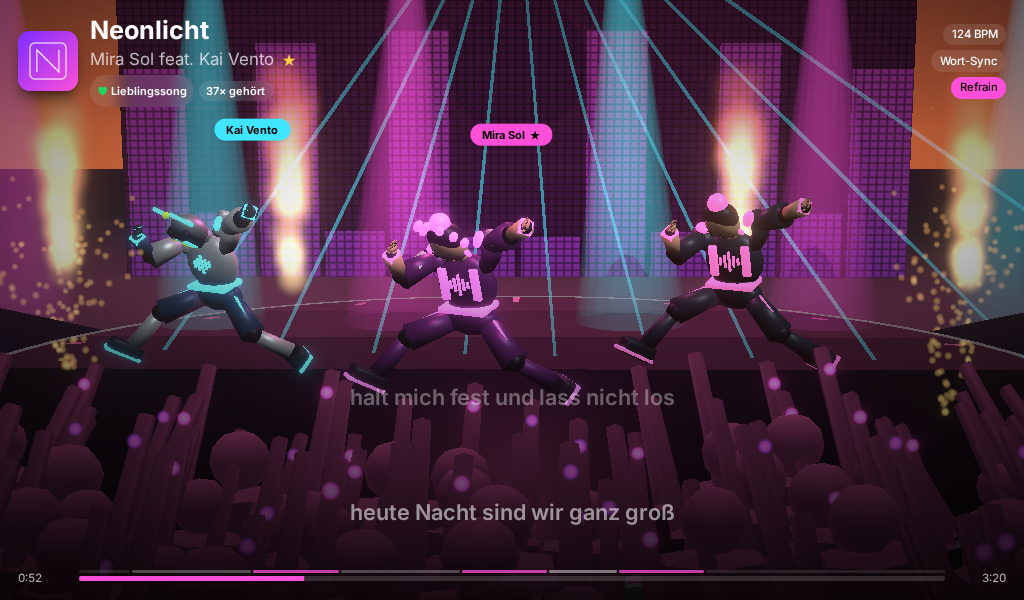 Neonlicht
Mira Sol feat. Kai Vento ★
Lieblingssong
37× gehört
124 BPM
Wort-Sync
Refrain
Kai Vento
Mira Sol ★
halt mich fest und lass nicht los
heute Nacht sind wir ganz groß
0:52
3:20